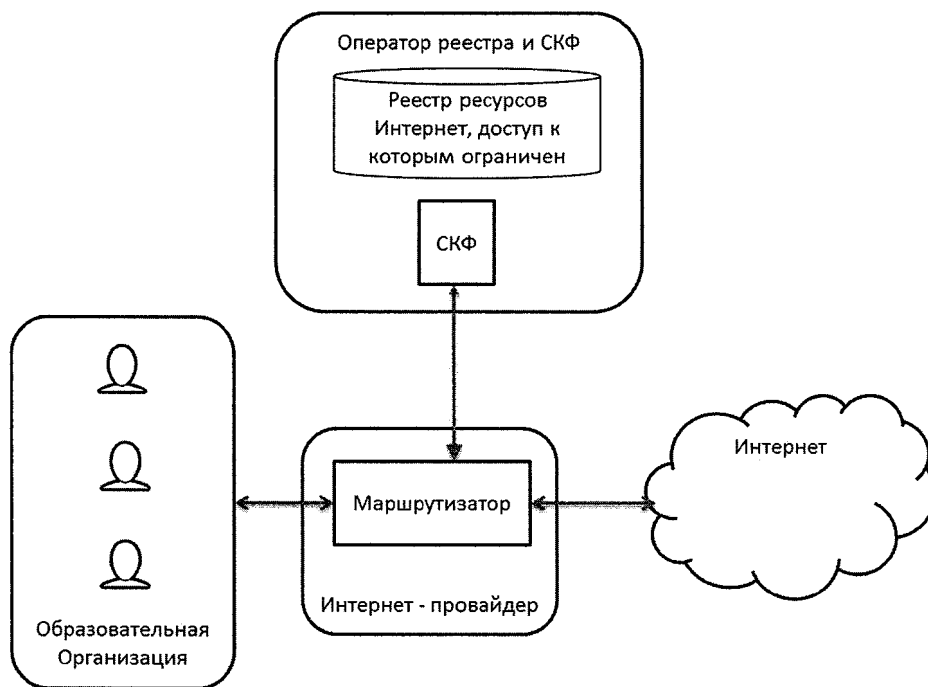 Оператор реестра и СКФ
Реестр ресурсов
Интернет, доступ к
которым ограничен
СКФ
Образовательная
Организация
Маршрутизатор
Интернет - провайдер
Интернет